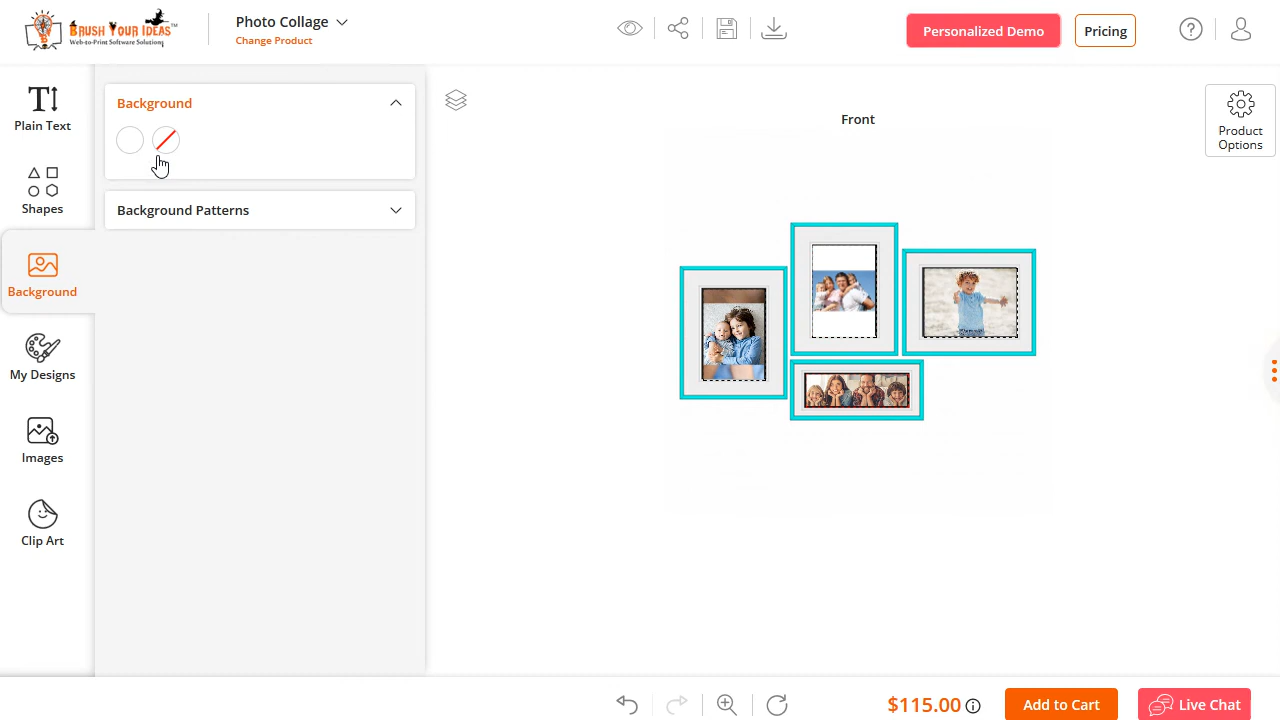 BRUSH YOUR IDEAS™
Web-to-Print Software Solutions
Photo Collage
Change Product
Personalized Demo
Pricing
Plain Text
Shapes
Background
My Designs
Images
Clip Art
Background
Background Patterns
Front
Product
Options
$115.00
Add to Cart
Live Chat